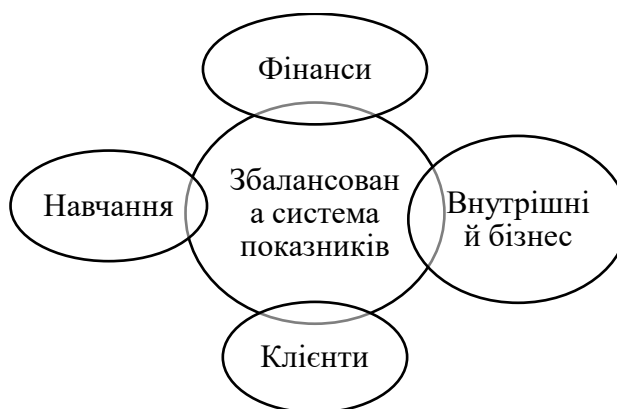 Фінанси
Навчання
Збалансован
а система
показників
Внутрішні
й бізнес
Клієнти